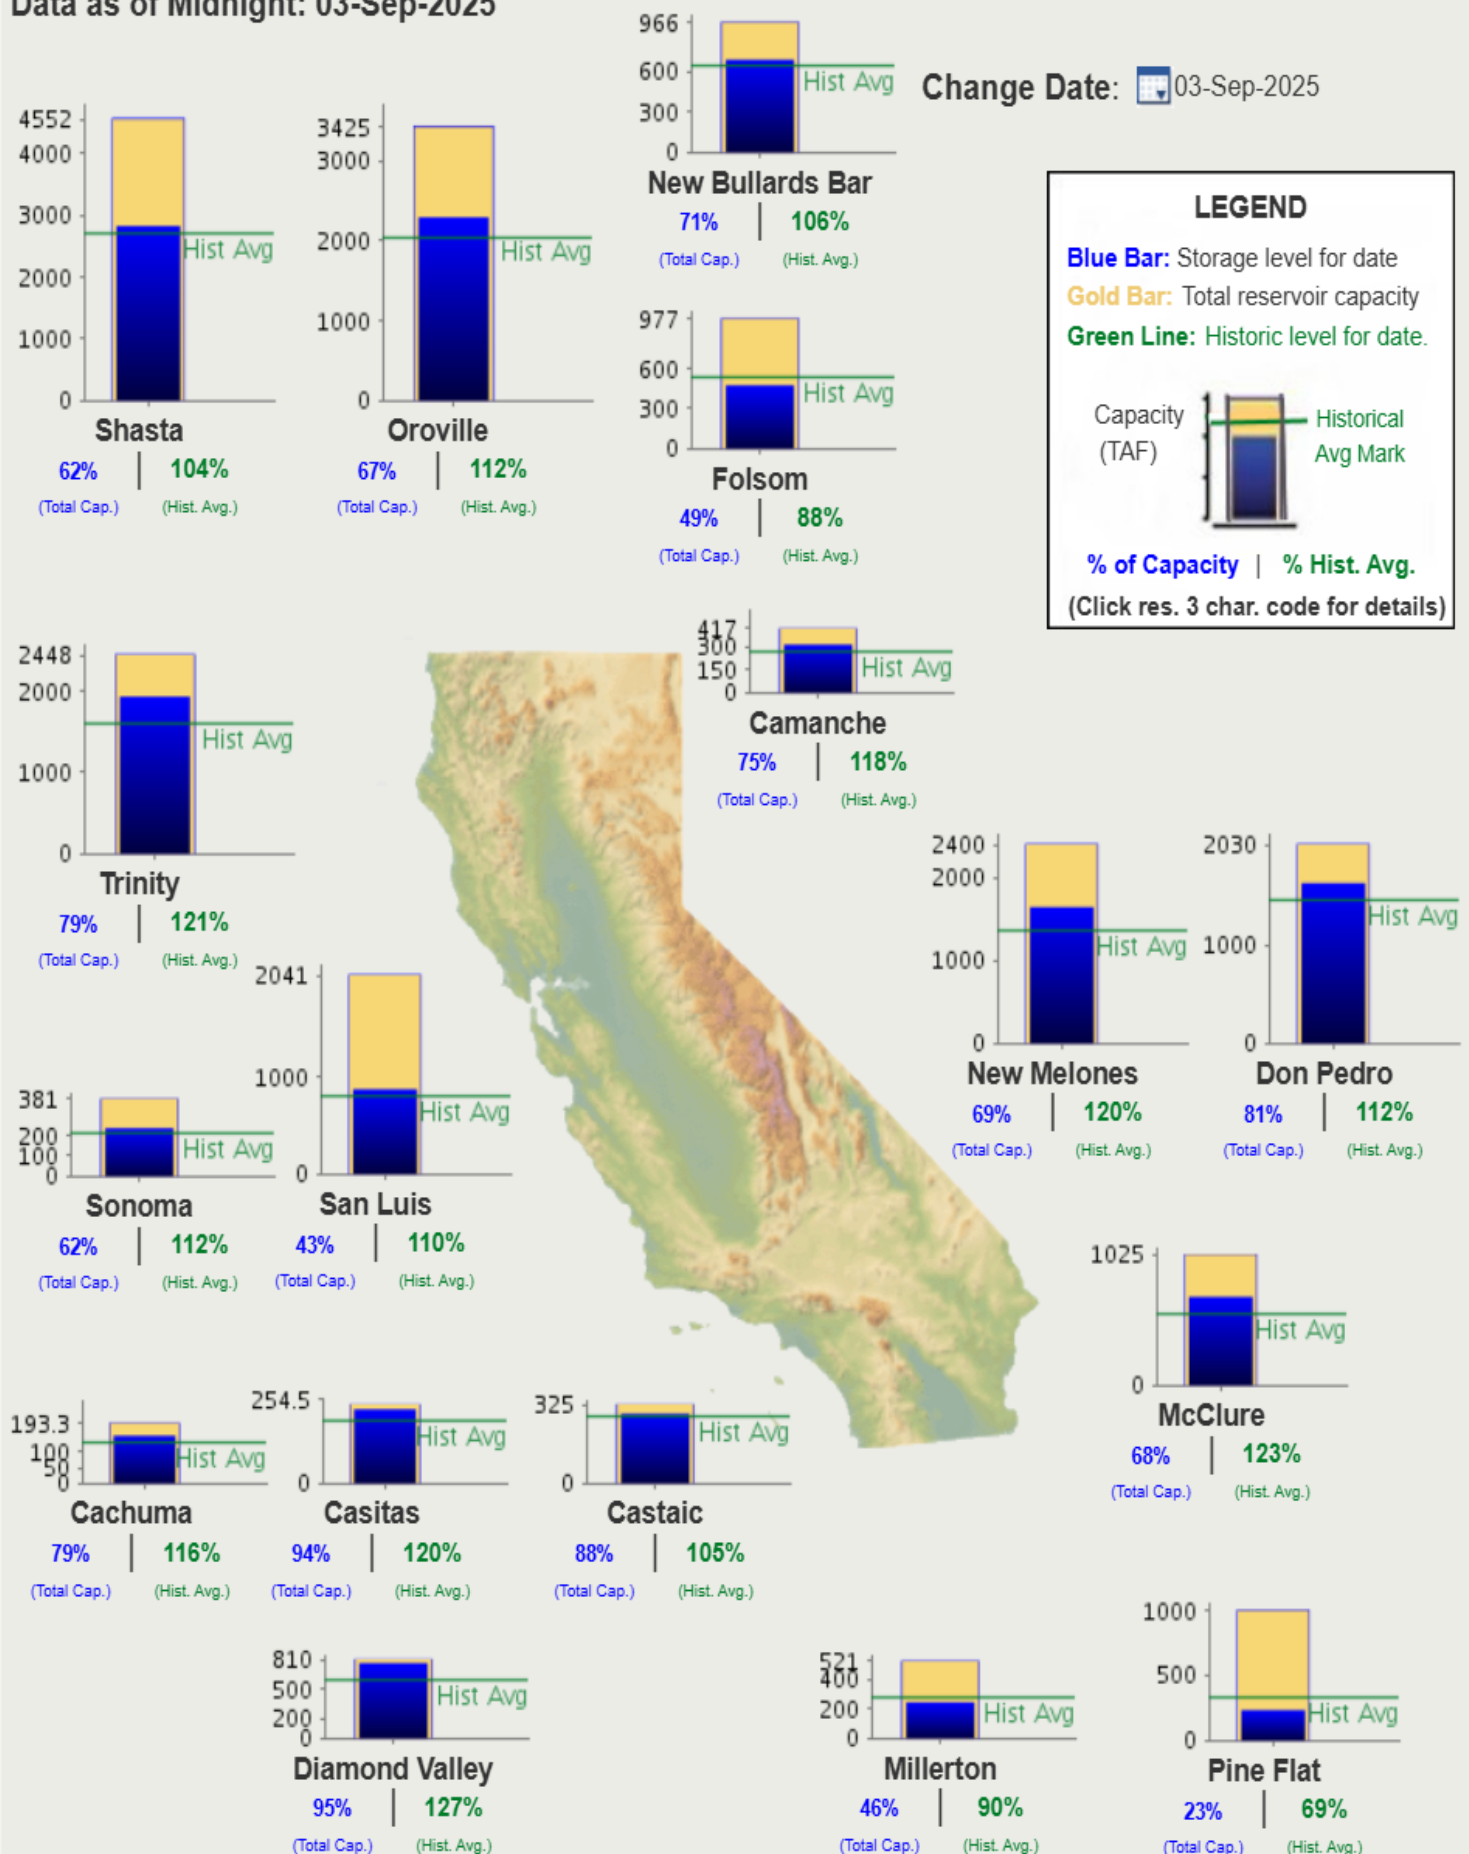 Data as of Midnight: 03-Sep-2025
966
600
300
0
Hist Avg
New Bullards Bar
71% | 106%
(Total Cap.) (Hist. Avg.)
Change Date: 03-Sep-2025
4552
4000
3000
2000
1000
0
Hist Avg
Shasta
62% | 104%
(Total Cap.) (Hist. Avg.)
3425
3000
2000
1000
0
Hist Avg
Oroville
67% | 112%
(Total Cap.) (Hist. Avg.)
977
600
300
0
Hist Avg
Folsom
49% | 88%
(Total Cap.) (Hist. Avg.)
LEGEND
Blue Bar: Storage level for date
Gold Bar: Total reservoir capacity
Green Line: Historic level for date.
Capacity
(TAF)
Historical
Avg Mark
% of Capacity | % Hist. Avg.
(Click res. 3 char. code for details)
2448
2000
1000
0
Hist Avg
Trinity
79% | 121%
(Total Cap.) (Hist. Avg.)
417
300
150
0
Hist Avg
Camanche
75% | 118%
(Total Cap.) (Hist. Avg.)
2400
2000
1000
0
Hist Avg
New Melones
69% | 120%
(Total Cap.) (Hist. Avg.)
2030
1000
0
Hist Avg
Don Pedro
81% | 112%
(Total Cap.) (Hist. Avg.)
381
200
100
0
Hist Avg
Sonoma
62% | 112%
(Total Cap.) (Hist. Avg.)
2041
1000
0
Hist Avg
San Luis
43% | 110%
(Total Cap.) (Hist. Avg.)
1025
0
Hist Avg
McClure
68% | 123%
(Total Cap.) (Hist. Avg.)
193.3
100
50
0
Hist Avg
Cachuma
79% | 116%
(Total Cap.) (Hist. Avg.)
254.5
0
Hist Avg
Casitas
94% | 120%
(Total Cap.) (Hist. Avg.)
325
0
Hist Avg
Castaic
88% | 105%
(Total Cap.) (Hist. Avg.)
810
500
200
0
Hist Avg
Diamond Valley
95% | 127%
(Total Cap.) (Hist. Avg.)
521
400
200
0
Hist Avg
Millerton
46% | 90%
(Total Cap.) (Hist. Avg.)
1000
500
0
Hist Avg
Pine Flat
23% | 69%
(Total Cap.) (Hist. Avg.)